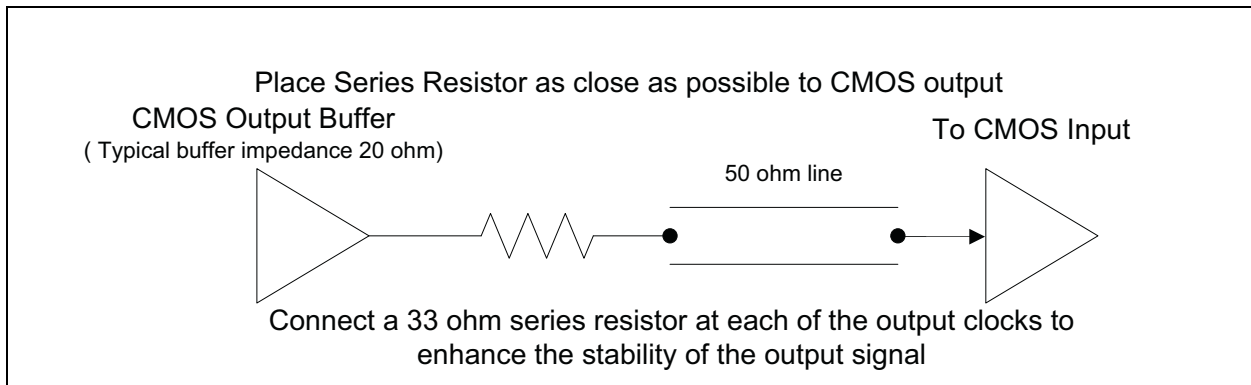 Place Series Resistor as close as possible to CMOS output
CMOS Output Buffer
( Typical buffer impedance 20 ohm)
To CMOS Input
50 ohm line
Connect a 33 ohm series resistor at each of the output clocks to
enhance the stability of the output signal